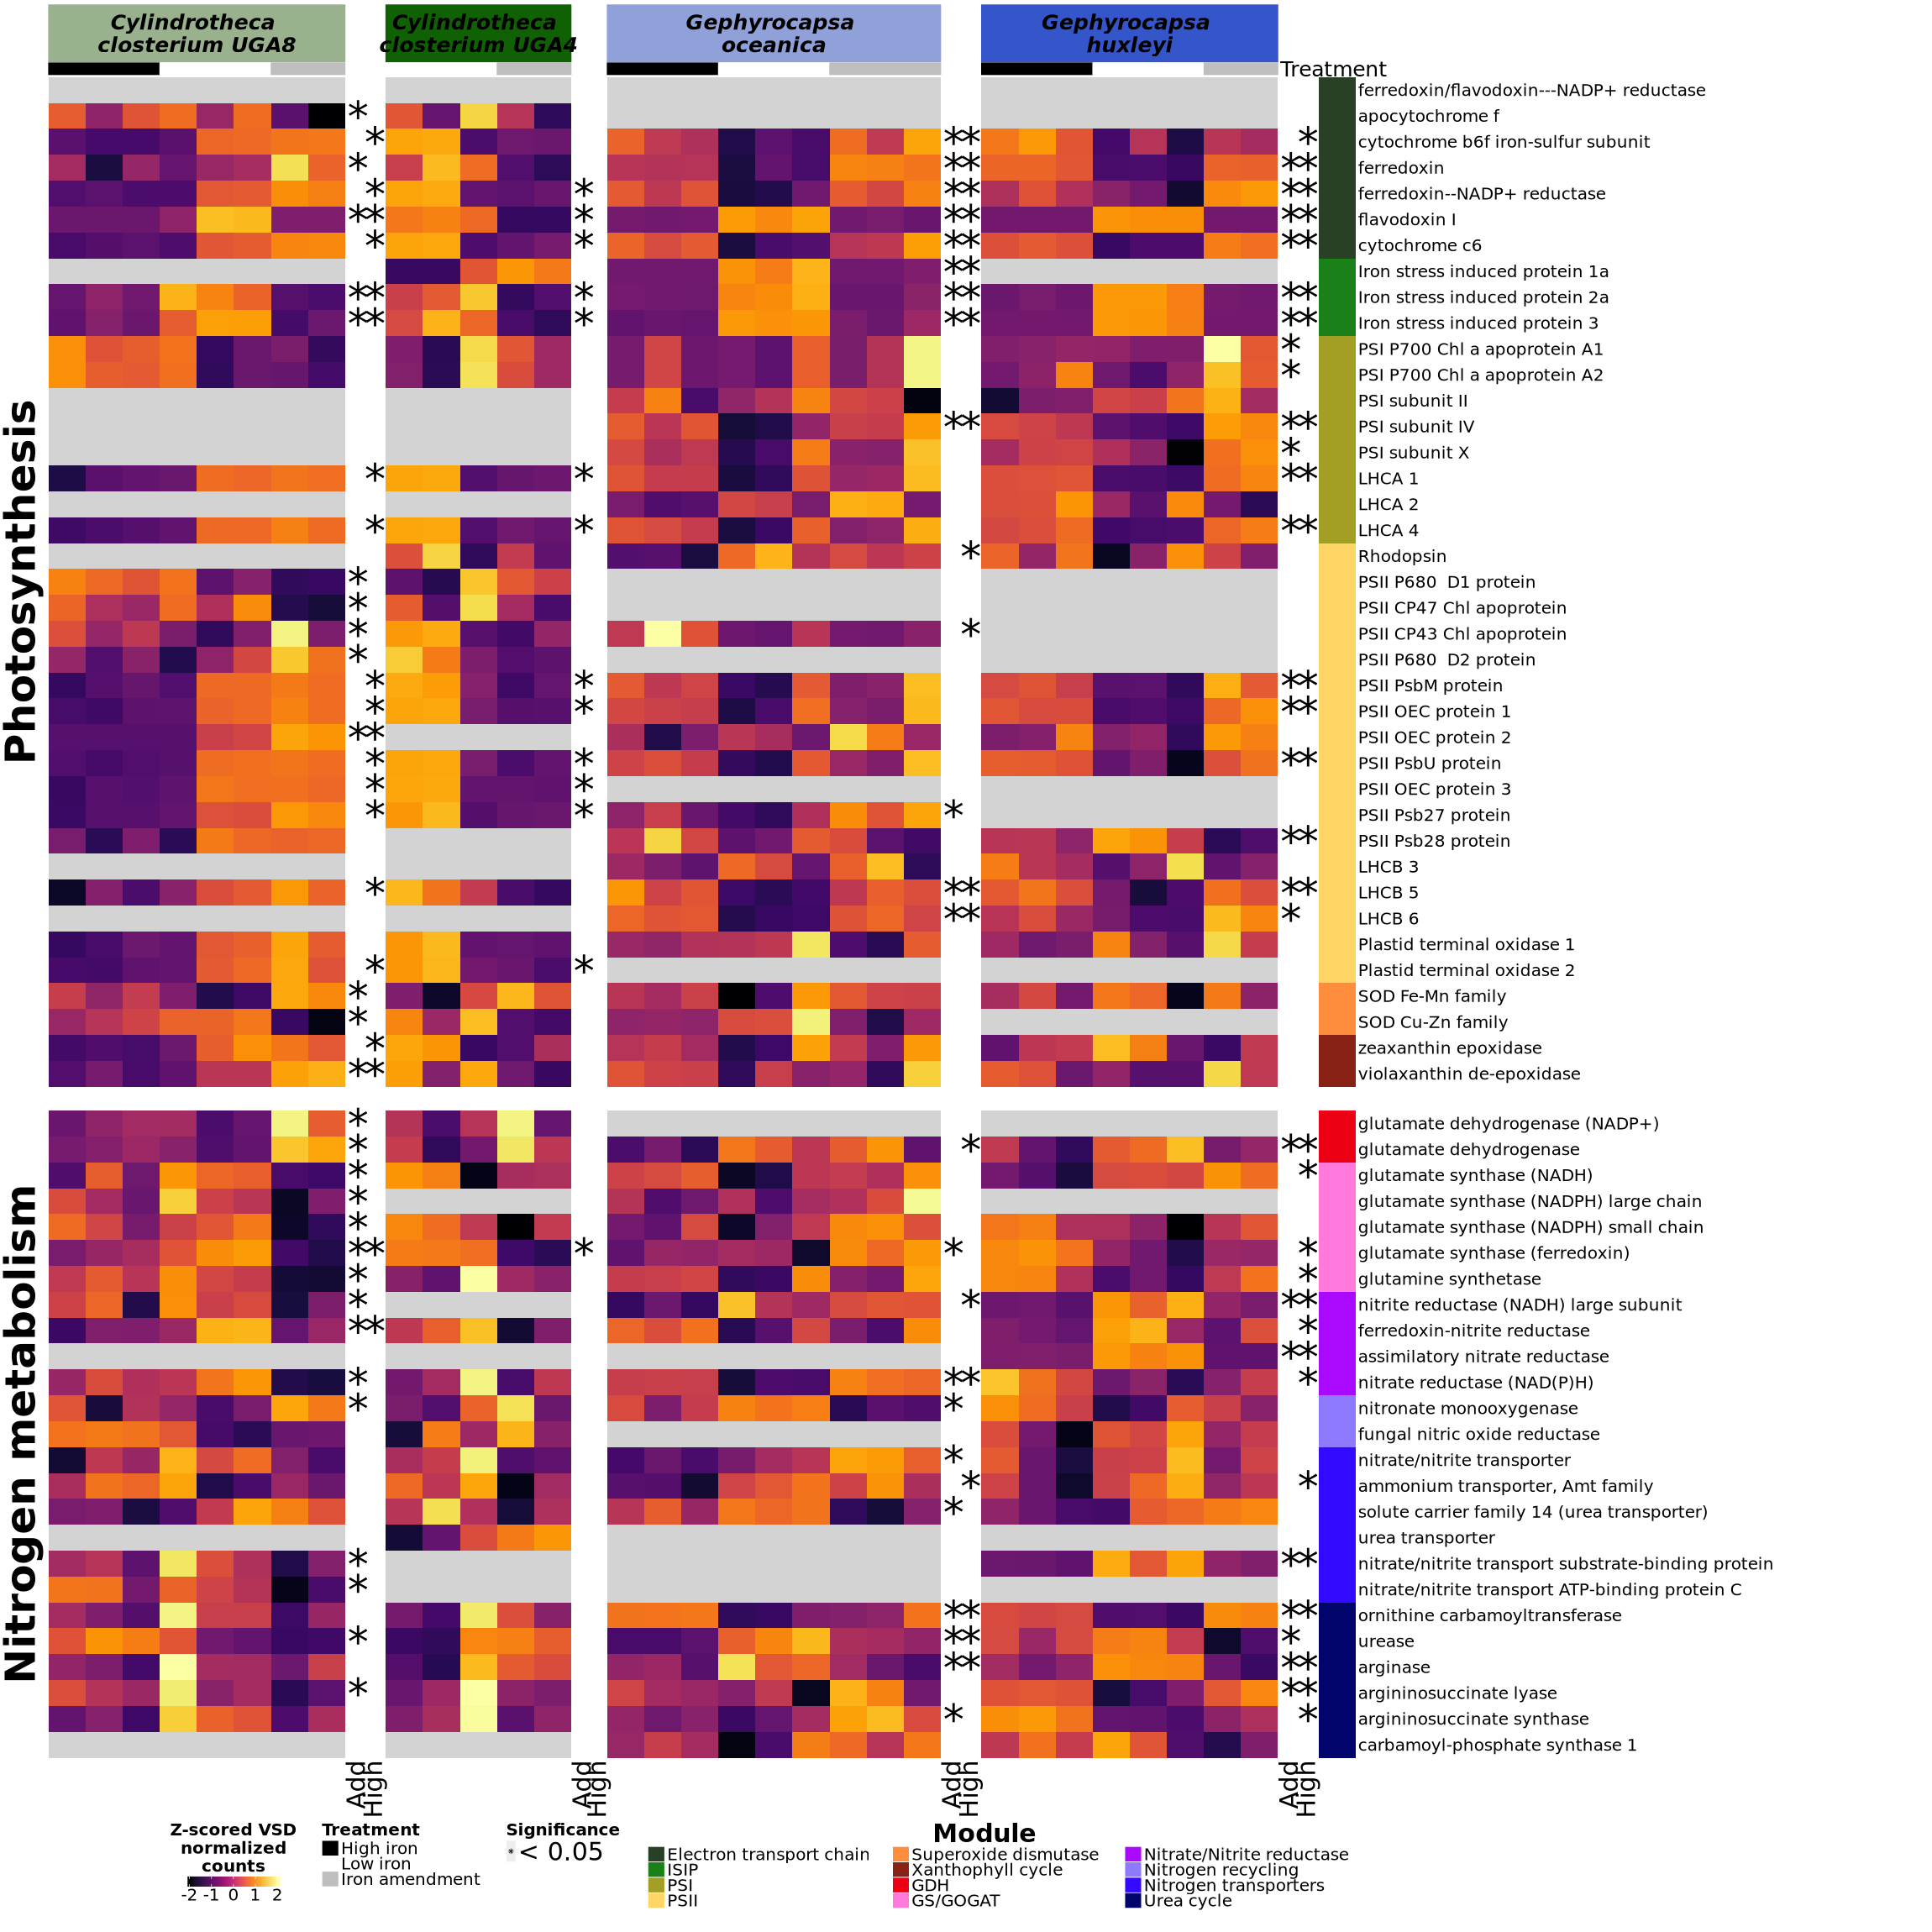 Cylindrotheca
closterium UGA8
Cylindrotheca
closterium UGA4
Gephyrocapsa
oceanica
Gephyrocapsa
huxleyi
Treatment
Photosynthesis
ferredoxin/flavodoxin---NADP+ reductase
apocytochrome f
*
cytochrome b6f iron-sulfur subunit
* ** *
ferredoxin
* ** **
ferredoxin--NADP+ reductase
* * ** **
flavodoxin I
** * ** **
cytochrome c6
* * ** **
Iron stress induced protein 1a
**
Iron stress induced protein 2a
** * ** **
Iron stress induced protein 3
** * ** **
PSI P700 Chl a apoprotein A1
*
PSI P700 Chl a apoprotein A2
*
PSI subunit II
PSI subunit IV
** **
PSI subunit X
*
LHCA 1
* * **
LHCA 2
LHCA 4
* * **
Rhodopsin
*
PSII P680  D1 protein
*
PSII CP47 Chl apoprotein
*
PSII CP43 Chl apoprotein
* *
PSII P680  D2 protein
*
PSII PsbM protein
* * **
PSII OEC protein 1
* * **
PSII OEC protein 2
**
PSII PsbU protein
* * **
PSII OEC protein 3
* *
PSII Psb27 protein
* * *
PSII Psb28 protein
**
LHCB 3
LHCB 5
* ** **
LHCB 6
** *
Plastid terminal oxidase 1
Plastid terminal oxidase 2
* *
SOD Fe-Mn family
*
SOD Cu-Zn family
*
zeaxanthin epoxidase
*
violaxanthin de-epoxidase
**
Nitrogen metabolism
glutamate dehydrogenase (NADP+)
*
glutamate dehydrogenase
* * **
glutamate synthase (NADH)
* *
glutamate synthase (NADPH) large chain
*
glutamate synthase (NADPH) small chain
*
glutamate synthase (ferredoxin)
** * * *
glutamine synthetase
* *
nitrite reductase (NADH) large subunit
* * **
ferredoxin-nitrite reductase
** *
assimilatory nitrate reductase
**
nitrate reductase (NAD(P)H)
* ** *
nitronate monooxygenase
* *
fungal nitric oxide reductase
nitrate/nitrite transporter
*
ammonium transporter, Amt family
* *
solute carrier family 14 (urea transporter)
*
urea transporter
nitrate/nitrite transport substrate-binding protein
* **
nitrate/nitrite transport ATP-binding protein C
*
ornithine carbamoyltransferase
** **
urease
* ** *
arginase
** **
argininosuccinate lyase
* **
argininosuccinate synthase
* *
carbamoyl-phosphate synthase 1
Add
High
Add
High
Add
High
Add
High
Z-scored VSD
normalized
counts
-2 -1 0 1 2
Treatment
High iron
Low iron
Iron amendment
Significance
* < 0.05
Module
Electron transport chain
ISIP
PSI
PSII
Superoxide dismutase
Xanthophyll cycle
GDH
GS/GOGAT
Nitrate/Nitrite reductase
Nitrogen recycling
Nitrogen transporters
Urea cycle